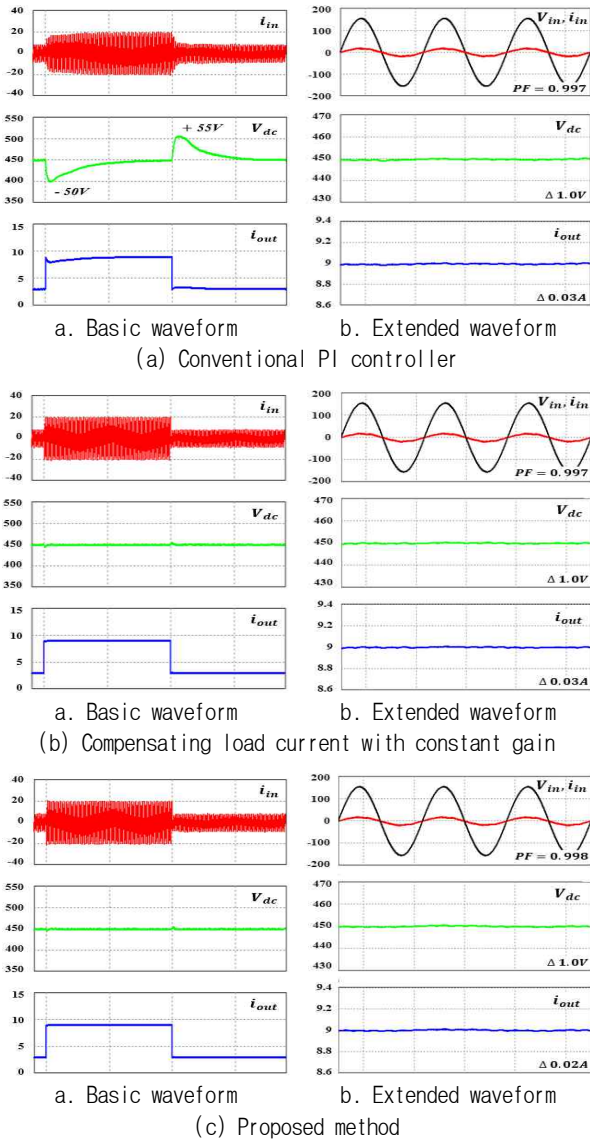 40
20
0
-20
-40
i_in
550
500
450
400
350
V_dc
+ 55V
- 50V
15
10
5
0
i_out
200
100
0
-100
-200
V_in, i_in
PF = 0.997
470
460
450
440
430
V_dc
Δ 1.0V
9.4
9.2
9
8.8
8.6
i_out
Δ 0.03A
a. Basic waveform
b. Extended waveform
(a) Conventional PI controller
40
20
0
-20
-40
i_in
550
500
450
400
350
V_dc
15
10
5
0
i_out
200
100
0
-100
-200
V_in, i_in
PF = 0.997
470
460
450
440
430
V_dc
Δ 1.0V
9.4
9.2
9
8.8
8.6
i_out
Δ 0.03A
a. Basic waveform
b. Extended waveform
(b) Compensating load current with constant gain
40
20
0
-20
-40
i_in
550
500
450
400
350
V_dc
15
10
5
0
i_out
200
100
0
-100
-200
V_in, i_in
PF = 0.998
470
460
450
440
430
V_dc
Δ 1.0V
9.4
9.2
9
8.8
8.6
i_out
Δ 0.02A
a. Basic waveform
b. Extended waveform
(c) Proposed method